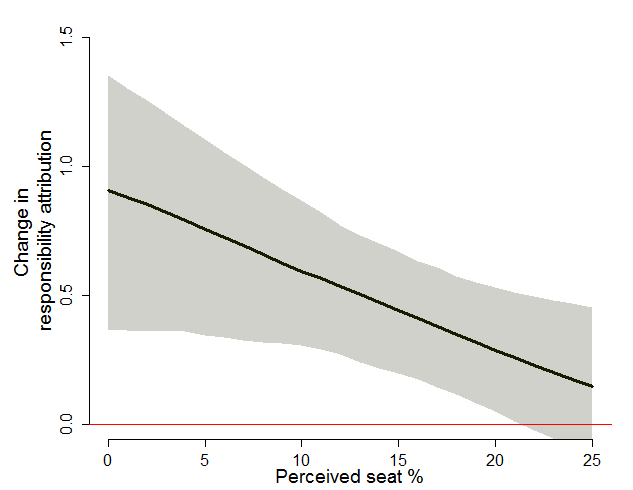 1.5
1.0
0.5
0.0
Change in
responsibility attribution
0 5 10 15 20 25
Perceived seat %